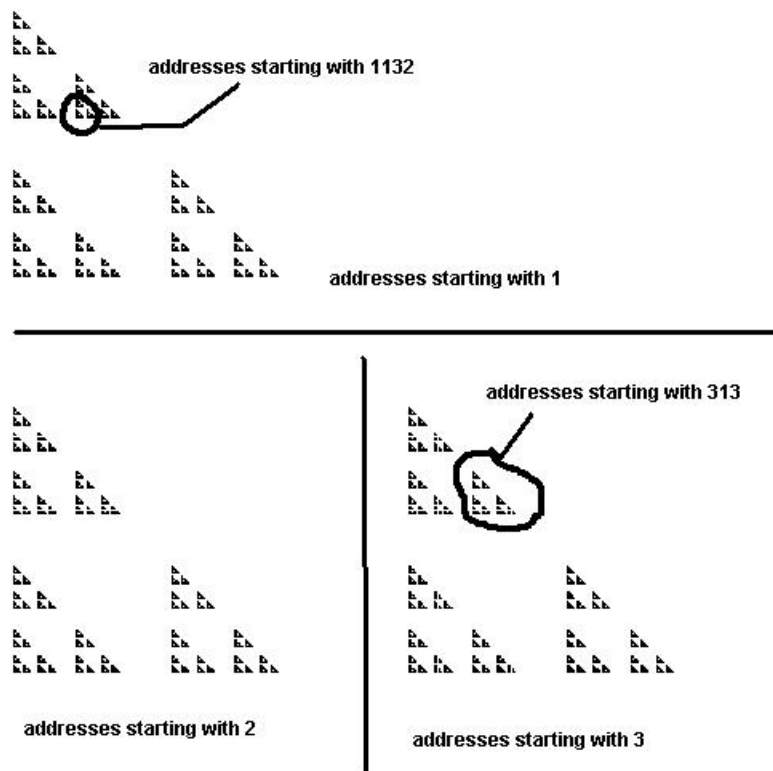 addresses starting with 1132
addresses starting with 1
addresses starting with 313
addresses starting with 2
addresses starting with 3